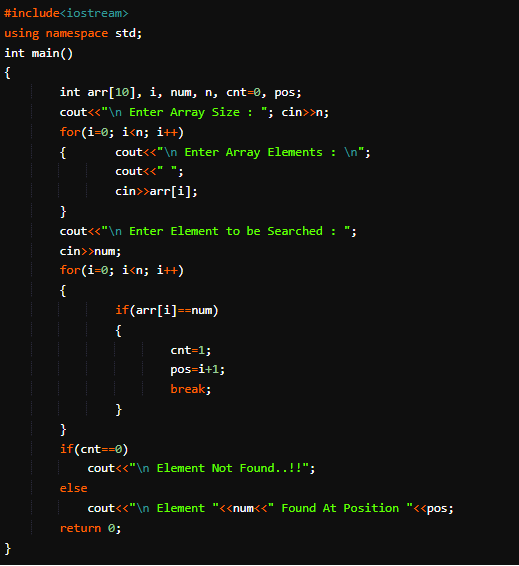 #include<iostream>
using namespace std;
int main()
{
        int arr[10], i, num, n, cnt=0, pos;
        cout<<"\n Enter Array Size : "; cin>>n;
        for(i=0; i<n; i++)
        {       cout<<"\n Enter Array Elements : \n";
                cout<<" ";
                cin>>arr[i];
        }
        cout<<"\n Enter Element to be Searched : ";
        cin>>num;
        for(i=0; i<n; i++)
        {
                if(arr[i]==num)
                {
                        cnt=1;
                        pos=i+1;
                        break;
                }
        }
        if(cnt==0)
            cout<<"\n Element Not Found..!!";
        else
            cout<<"\n Element "<<num<<" Found At Position "<<pos;
        return 0;
}